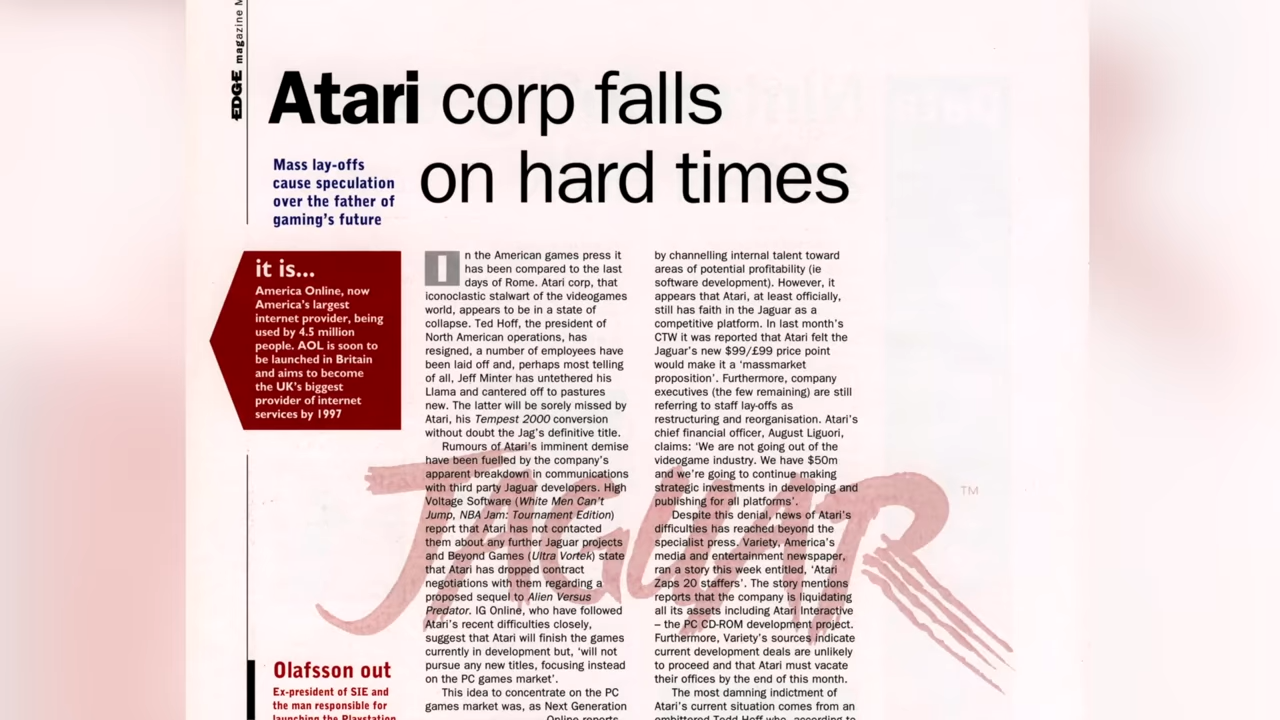 EDGE magazine
Atari corp falls
on hard times
Mass lay-offs
cause speculation
over the father of
gaming's future
it is...
America Online, now
America's largest
internet provider, being
used by 4.5 million
people. AOL is soon to
be launched in Britain
and aims to become
the UK's biggest
provider of internet
services by 1997
In the American games press it
has been compared to the last
days of Rome. Atari corp, that
iconoclastic stalwart of the videogames
world, appears to be in a state of
collapse. Ted Hoff, the president of
North American operations, has
resigned, a number of employees have
been laid off and, perhaps most telling
of all, Jeff Minter has untethered his
Llama and cantered off to pastures
new. The latter will be sorely missed by
Atari, his Tempest 2000 conversion
without doubt the Jag's definitive title.
Rumours of Atari's imminent demise
have been fuelled by the company's
apparent breakdown in communications
with third party Jaguar developers. High
Voltage Software (White Men Can't
Jump, NBA Jam: Tournament Edition)
report that Atari has not contacted
them about any further Jaguar projects
and Beyond Games (Ultra Vortek) state
that Atari has dropped contract
negotiations with them regarding a
proposed sequel to Alien Versus
Predator. IG Online, who have followed
Atari's recent difficulties closely,
suggest that Atari will finish the games
currently in development but, 'will not
pursue any new titles, focusing instead
on the PC games market'.
This idea to concentrate on the PC
games market was, as Next Generation
Online reports,
by channelling internal talent toward
areas of potential profitability (ie
software development). However, it
appears that Atari, at least officially,
still has faith in the Jaguar as a
competitive platform. In last month's
CTW it was reported that Atari felt the
Jaguar's new $99/£99 price point
would make it a 'massmarket
proposition'. Furthermore, company
executives (the few remaining) are still
referring to staff lay-offs as
restructuring and reorganisation. Atari's
chief financial officer, August Liguori,
claims: 'We are not going out of the
videogame industry. We have $50m
and we're going to continue making
strategic investments in developing and
publishing for all platforms'.
Despite this denial, news of Atari's
difficulties has reached beyond the
specialist press. Variety, America's
media and entertainment newspaper,
ran a story this week entitled, 'Atari
Zaps 20 staffers'. The story mentions
reports that the company is liquidating
all its assets including Atari Interactive
– the PC CD-ROM development project.
Furthermore, Variety's sources indicate
current development deals are unlikely
to proceed and that Atari must vacate
their offices by the end of this month.
The most damning indictment of
Atari's current situation comes from an
embittered Todd Hoff who, according to
JAGUAR TM
Olafsson out
Ex-president of SIE and
the man responsible for
launching the Playstation